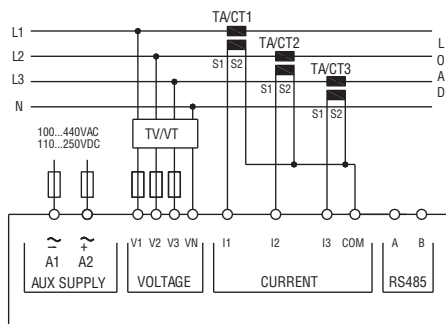 TA/CT1
L1
L
TA/CT2
L2
O
S1 S2
TA/CT3
L3
A
S1 S2
N
D
S1 S2
100...440VAC
110...250VDC
TV/VT
~ ~
- +
V1 V2 V3 VN I1 I2 I3 COM A B
A1 A2
AUX SUPPLY VOLTAGE CURRENT RS485